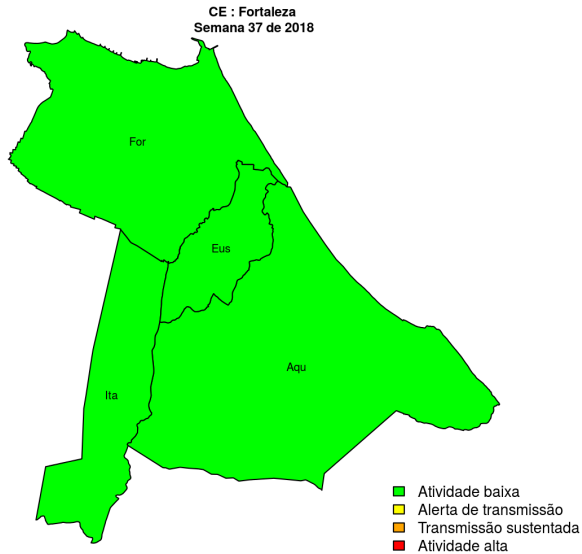 CE : Fortaleza
Semana 37 de 2018
For
Eus
Aqu
Ita
Atividade baixa
Alerta de transmissão
Transmissão sustentada
Atividade alta